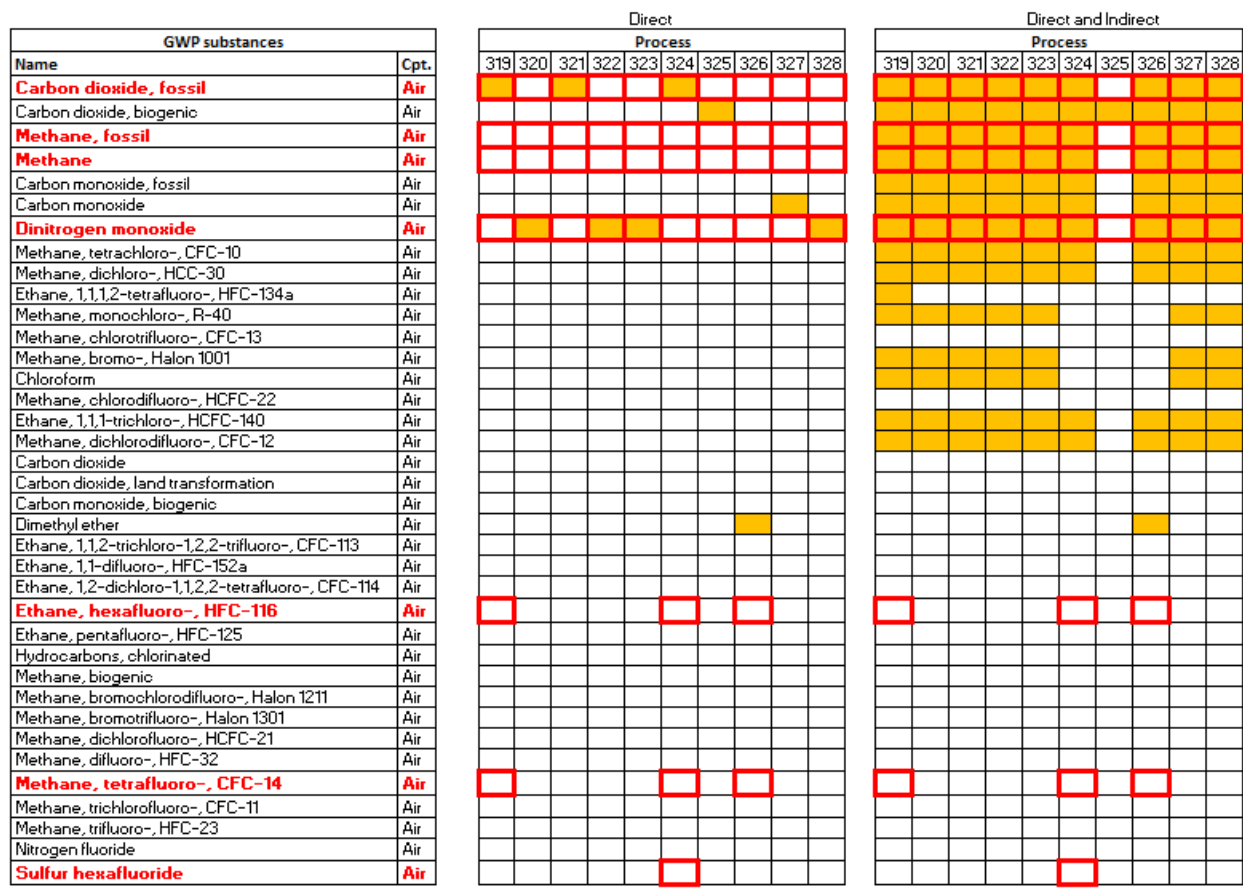 Direct Direct and Indirect
GWP substances Process Process
Name Cpt. 319 320 321 322 323 324 325 326 327 328 319 320 321 322 323 324 325 326 327 328
Carbon dioxide, fossil Air
Carbon dioxide, biogenic Air
Methane, fossil Air
Methane Air
Carbon monoxide, fossil Air
Carbon monoxide Air
Dinitrogen monoxide Air
Methane, tetrachloro-, CFC-10 Air
Methane, dichloro-, HCC-30 Air
Ethane, 1,1,1,2-tetrafluoro-, HFC-134a Air
Methane, monochloro-, R-40 Air
Methane, chlorotrifluoro-, CFC-13 Air
Methane, bromo-, Halon 1001 Air
Chloroform Air
Methane, chlorodifluoro-, HCFC-22 Air
Ethane, 1,1,1-trichloro-, HCFC-140 Air
Methane, dichlorodifluoro-, CFC-12 Air
Carbon dioxide Air
Carbon dioxide, land transformation Air
Carbon monoxide, biogenic Air
Dimethyl ether Air
Ethane, 1,1,2-trichloro-1,2,2-trifluoro-, CFC-113 Air
Ethane, 1,1-difluoro-, HFC-152a Air
Ethane, 1,2-dichloro-1,1,2,2-tetrafluoro-, CFC-114 Air
Ethane, hexafluoro-, HFC-116 Air
Ethane, pentafluoro-, HFC-125 Air
Hydrocarbons, chlorinated Air
Methane, biogenic Air
Methane, bromochlorodifluoro-, Halon 1211 Air
Methane, bromotrifluoro-, Halon 1301 Air
Methane, dichlorofluoro-, HCFC-21 Air
Methane, difluoro-, HFC-32 Air
Methane, tetrafluoro-, CFC-14 Air
Methane, trichlorofluoro-, CFC-11 Air
Methane, trifluoro-, HFC-23 Air
Nitrogen fluoride Air
Sulfur hexafluoride Air